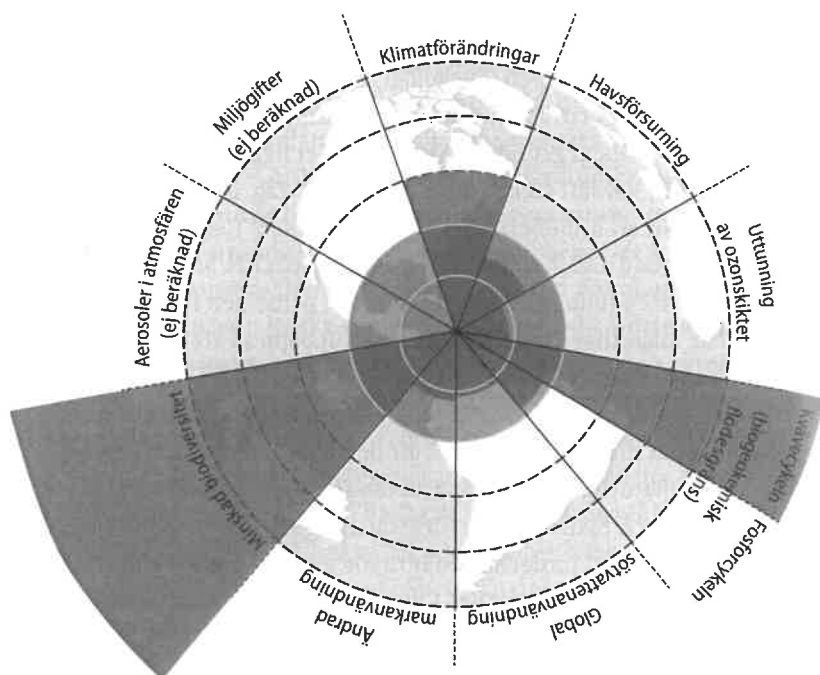 Klimatförändringar
Havsförsurning
Uttunning
av ozonskiktet
Kvävecykeln
(biogeokemisk
flödesgräns)
Fosforcykeln
Global
sötvattenanvändning
Ändrad
markanvändning
Minskad biodiversitet
Aerosoler i atmosfären
(ej beräknad)
Miljögifter
(ej beräknad)